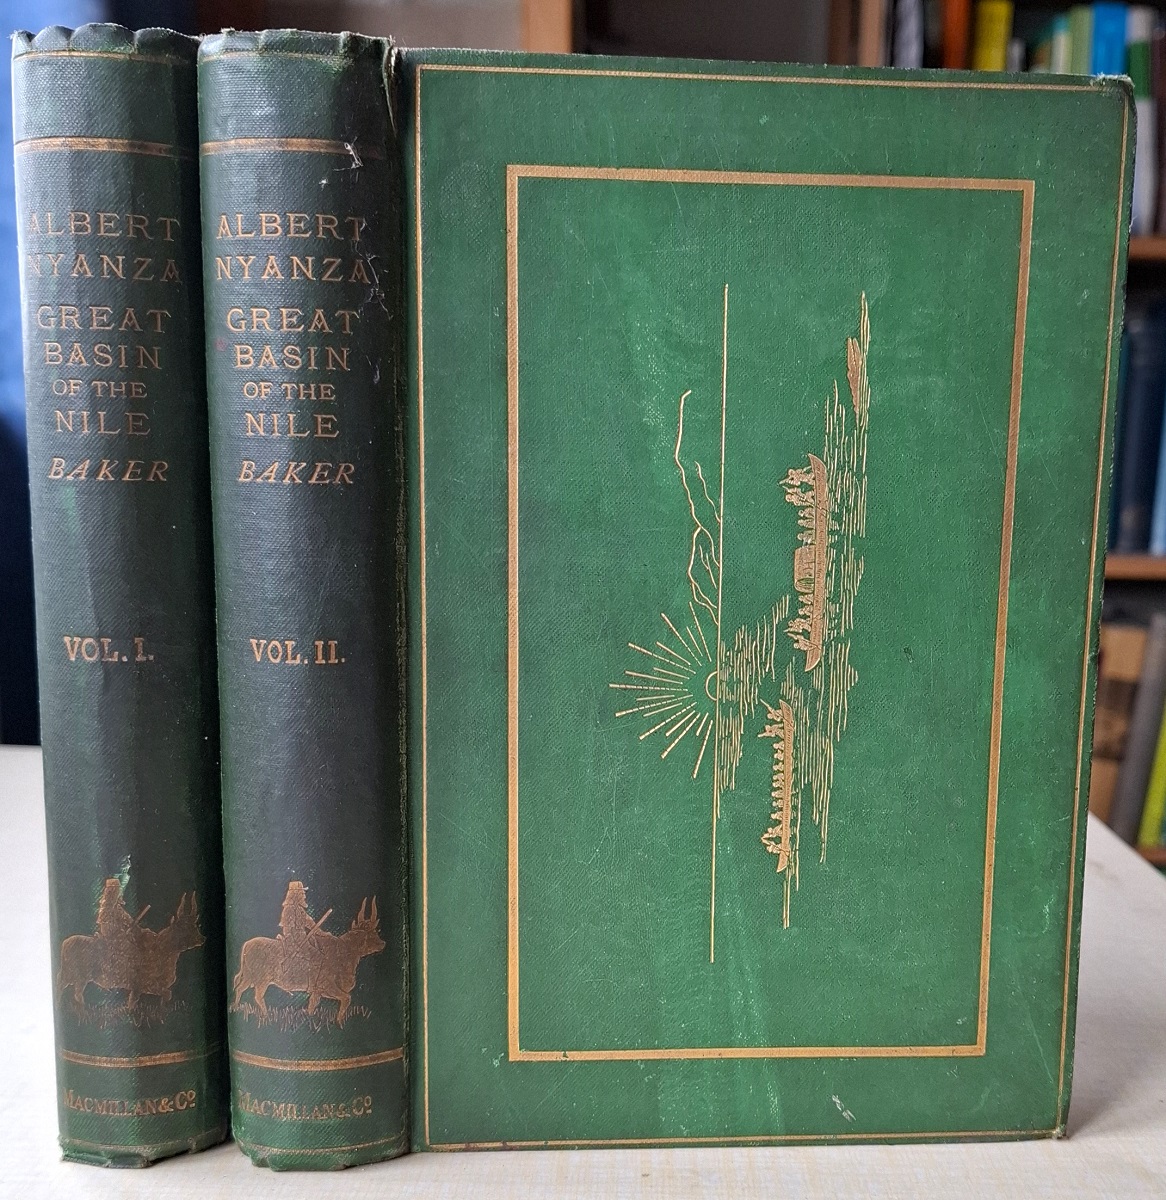 ALBERT
NYANZA
GREAT
BASIN
OF THE
NILE
BAKER
VOL. I.
MACMILLAN & Co
ALBERT
NYANZA
GREAT
BASIN
OF THE
NILE
BAKER
VOL. II.
MACMILLAN & Co